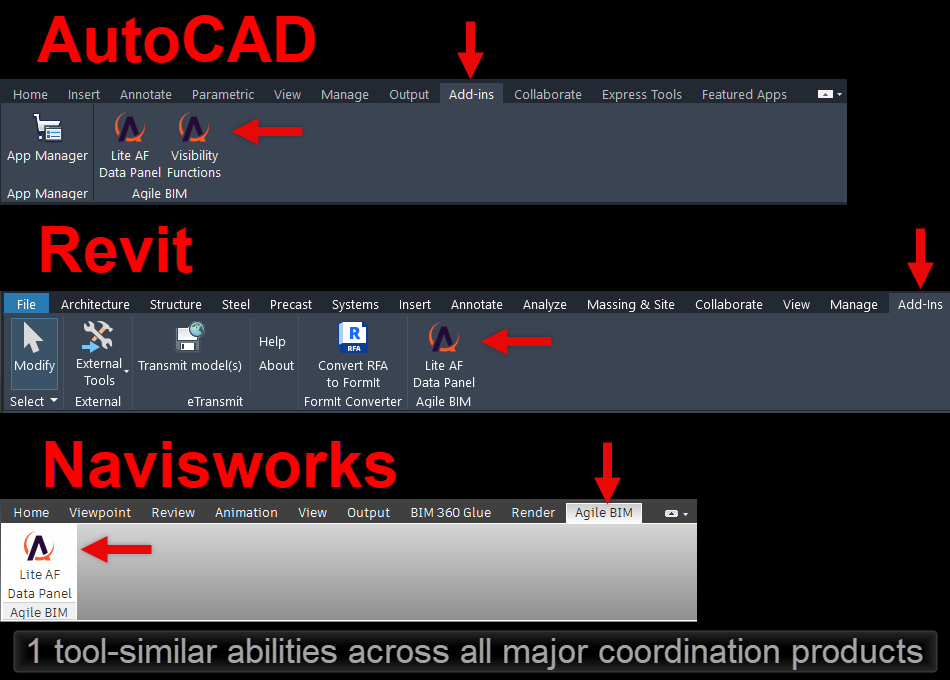 AutoCAD
Home Insert Annotate Parametric View Manage Output Add-ins Collaborate Express Tools Featured Apps
App Manager Lite AF Visibility
Data Panel Functions
App Manager Agile BIM
Revit
File Architecture Structure Steel Precast Systems Insert Annotate Analyze Massing & Site Collaborate View Manage Add-Ins
R
RFA
Help
Modify External Transmit model(s) About Convert RFA Lite AF
Tools to FormIt Data Panel
Select External eTransmit FormIt Converter Agile BIM
Navisworks
Home Viewpoint Review Animation View Output BIM 360 Glue Render Agile BIM
Lite AF
Data Panel
Agile BIM
1 tool-similar abilities across all major coordination products